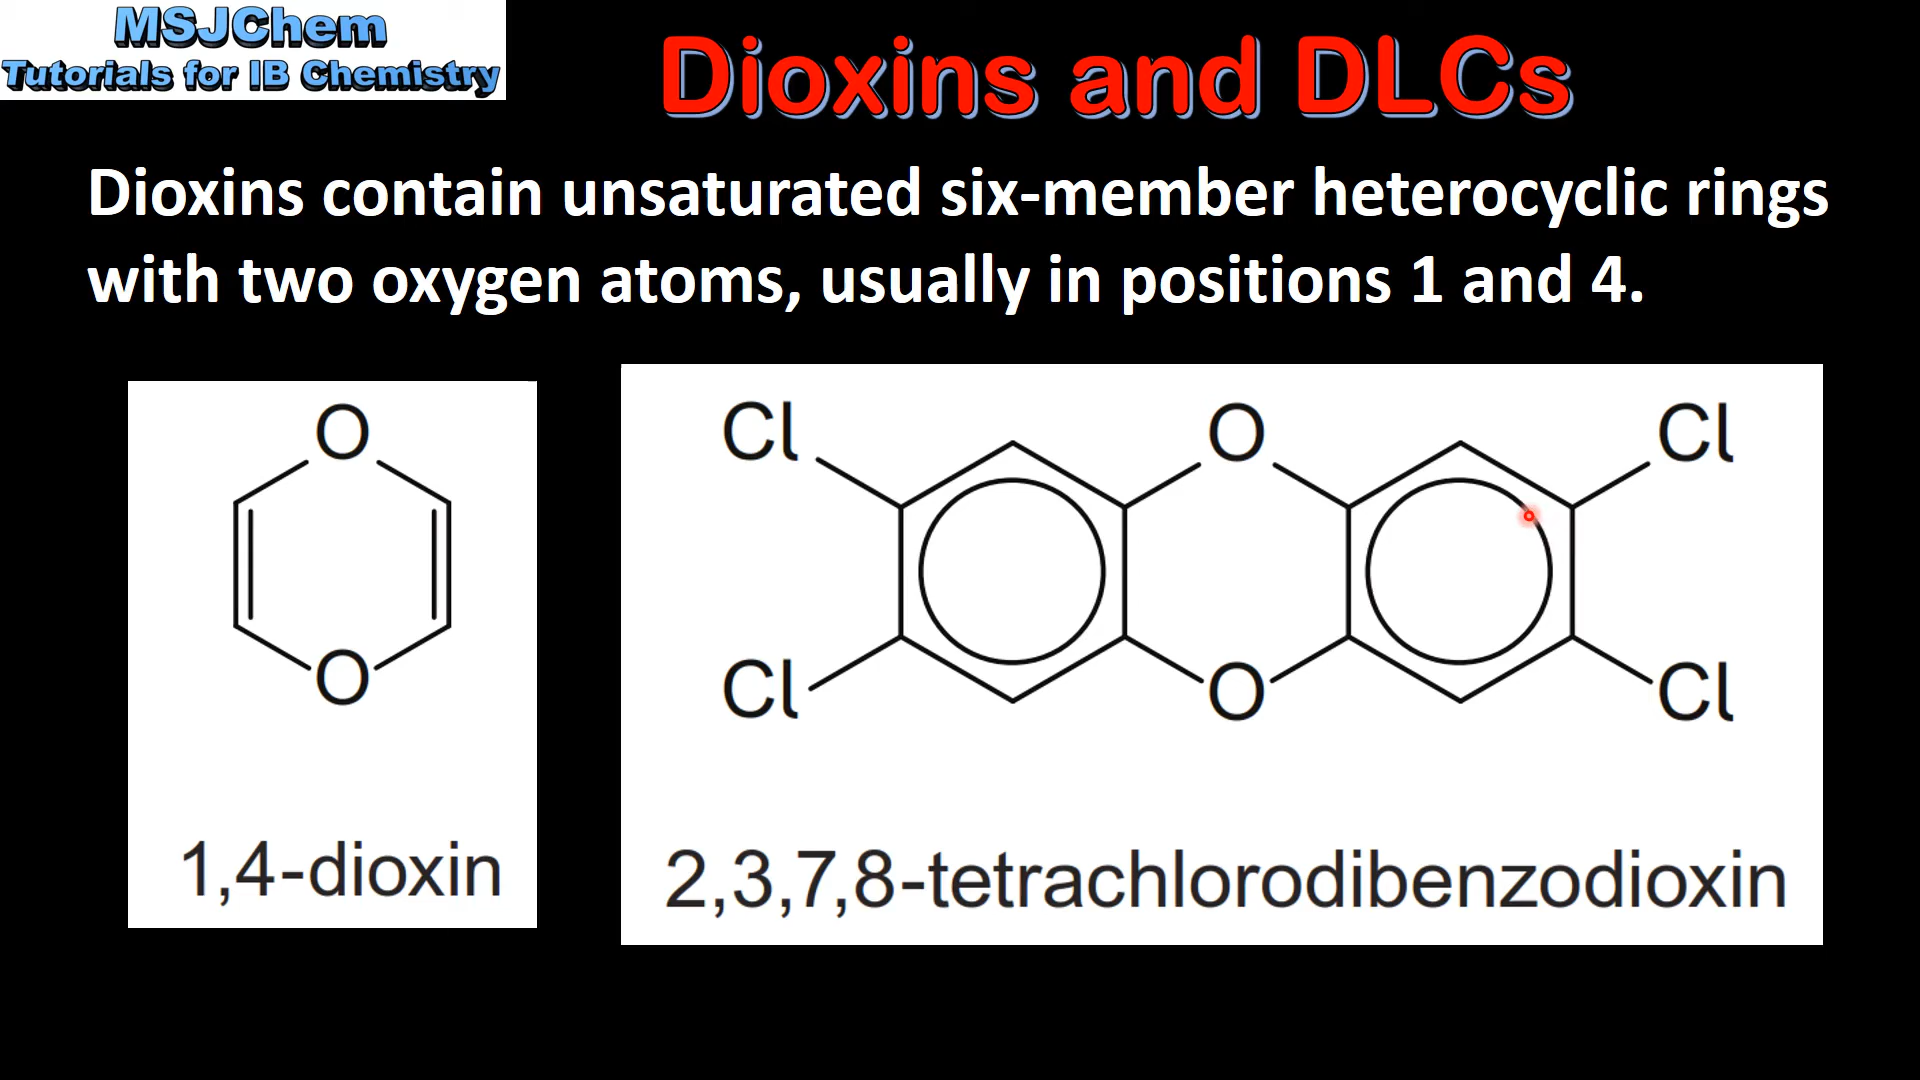 MSJChem
Tutorials for IB Chemistry
Dioxins and DLCs
Dioxins contain unsaturated six-member heterocyclic rings
with two oxygen atoms, usually in positions 1 and 4.
O
O
1,4-dioxin
Cl O Cl
Cl O Cl
2,3,7,8-tetrachlorodibenzodioxin